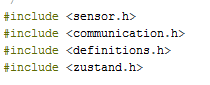 #include <sensor.h>
#include <communication.h>
#include <definitions.h>
#include <zustand.h>